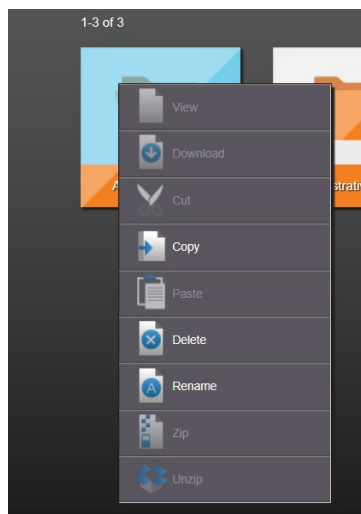 1-3 of 3
View
Download
Cut
Copy
Paste
Delete
Rename
Zip
Unzip